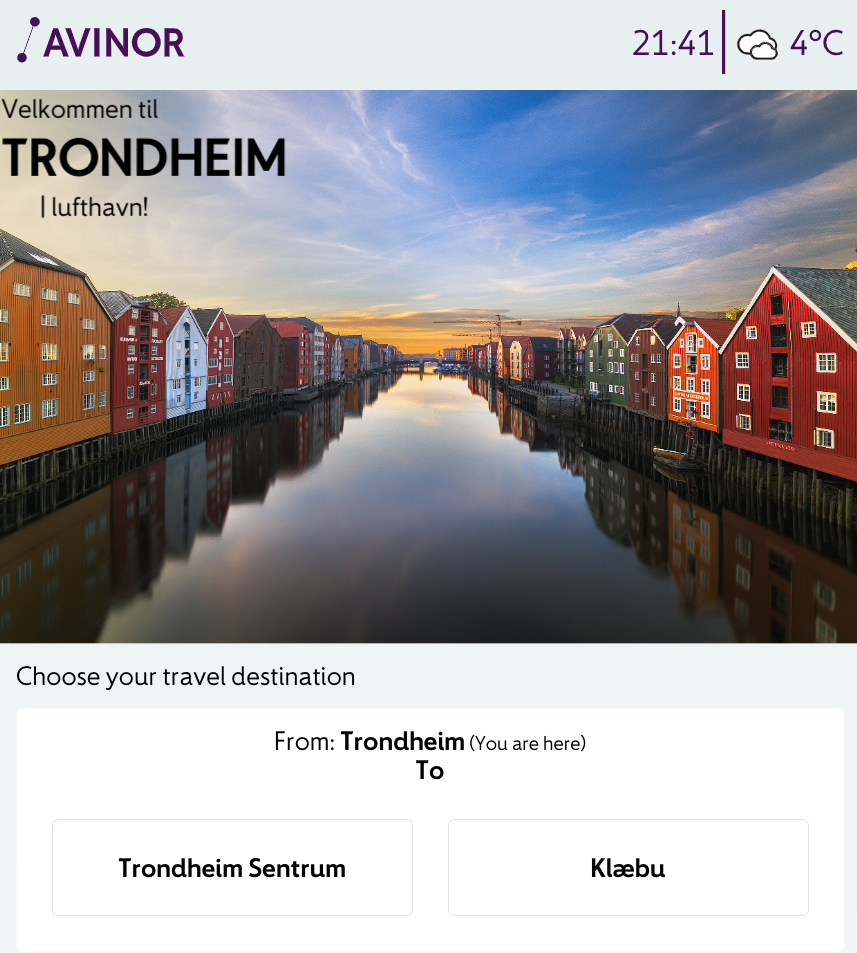 AVINOR
21:41
4°C
Velkommen til
TRONDHEIM
| lufthavn!
Choose your travel destination
From: Trondheim (You are here)
To
Trondheim Sentrum
Klæbu